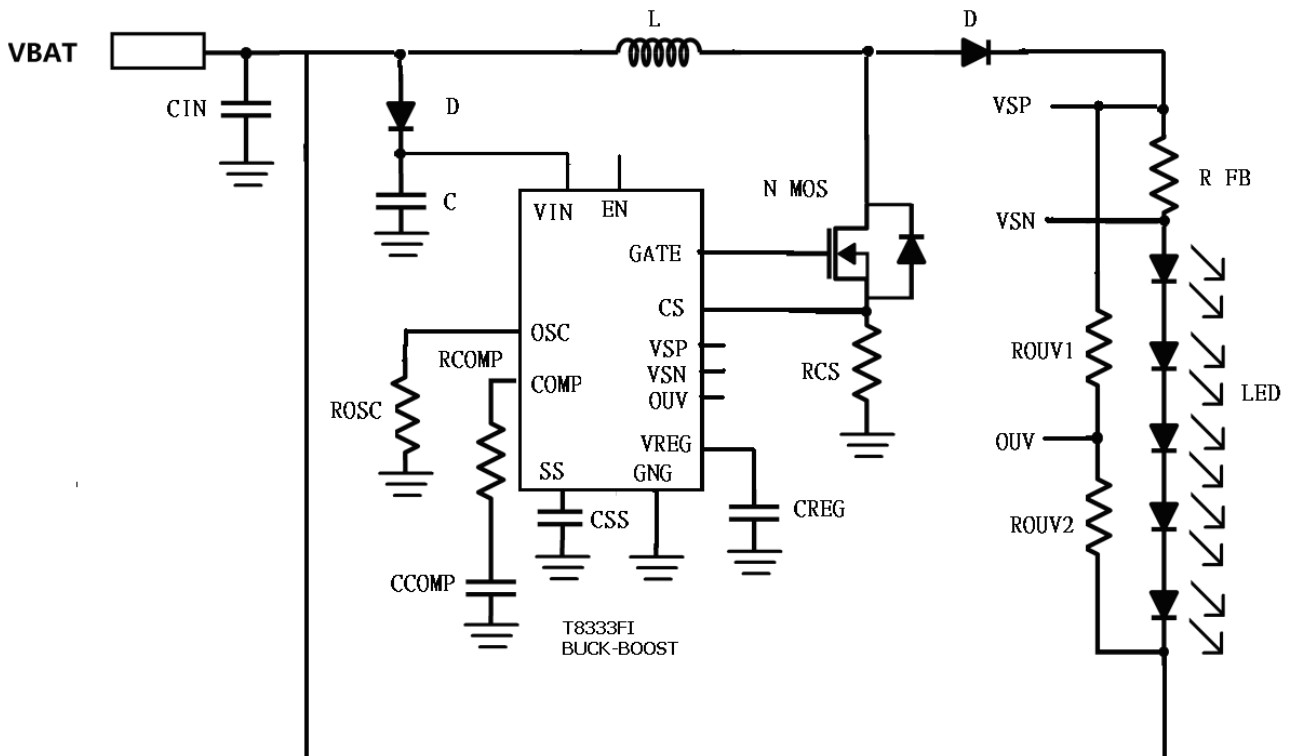 L
D
VBAT
CIN
D
VSP
C
N MOS
R FB
VIN
EN
VSN
GATE
CS
OSC
RCOMP
VSP
RCS
ROUV1
VSN
COMP
OUV
ROSC
LED
VREG
OUV
SS
GNG
CSS
CREG
ROUV2
CCOMP
T8333FI
BUCK-BOOST